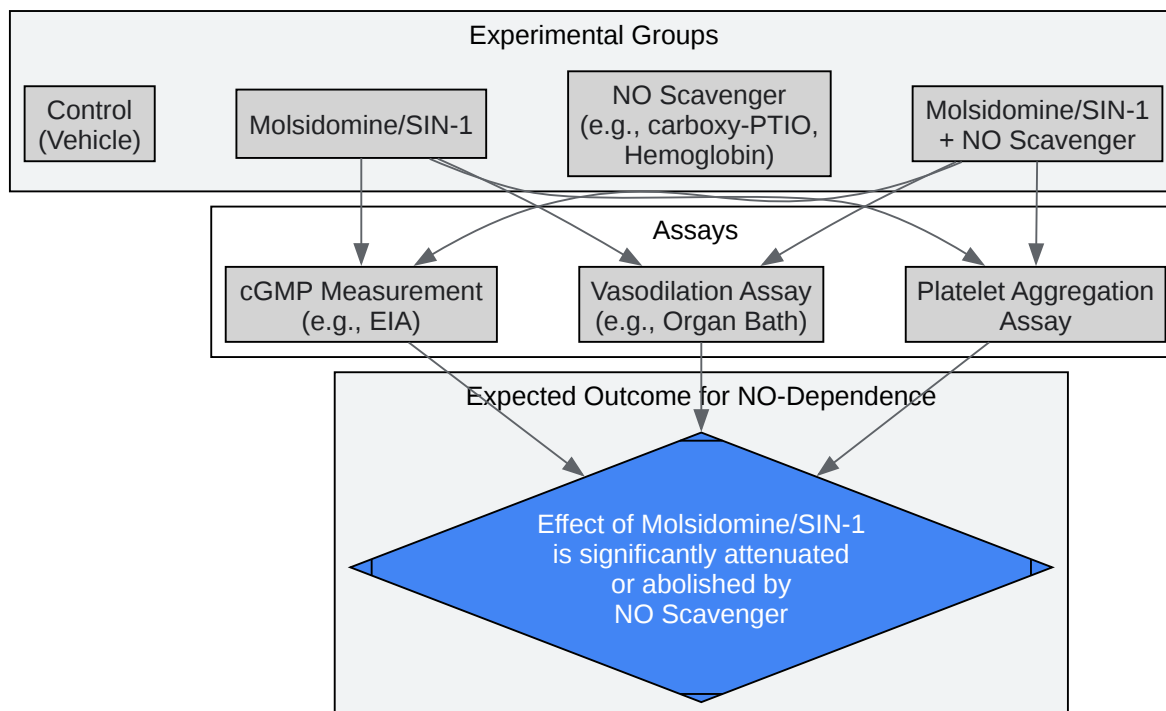 Experimental Groups
Control
(Vehicle)
Molsidomine/SIN-1
NO Scavenger
(e.g., carboxy-PTIO,
Hemoglobin)
Molsidomine/SIN-1
+ NO Scavenger
Assays
cGMP Measurement
(e.g., EIA)
Vasodilation Assay
(e.g., Organ Bath)
Platelet Aggregation
Assay
Expected Outcome for NO-Dependence
Effect of Molsidomine/SIN-1
is significantly attenuated
or abolished by
NO Scavenger